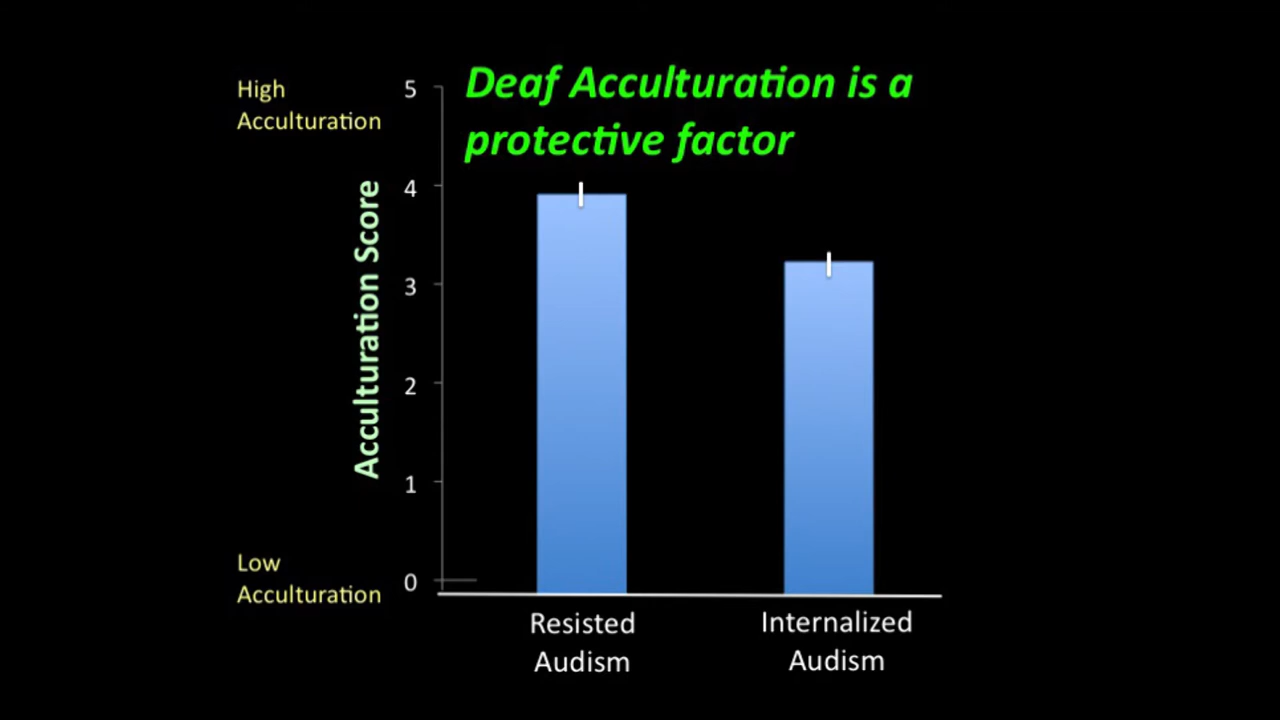 Deaf Acculturation is a
protective factor
High
Acculturation
Acculturation Score
5
4
3
2
1
0
Low
Acculturation
Resisted
Audism
Internalized
Audism